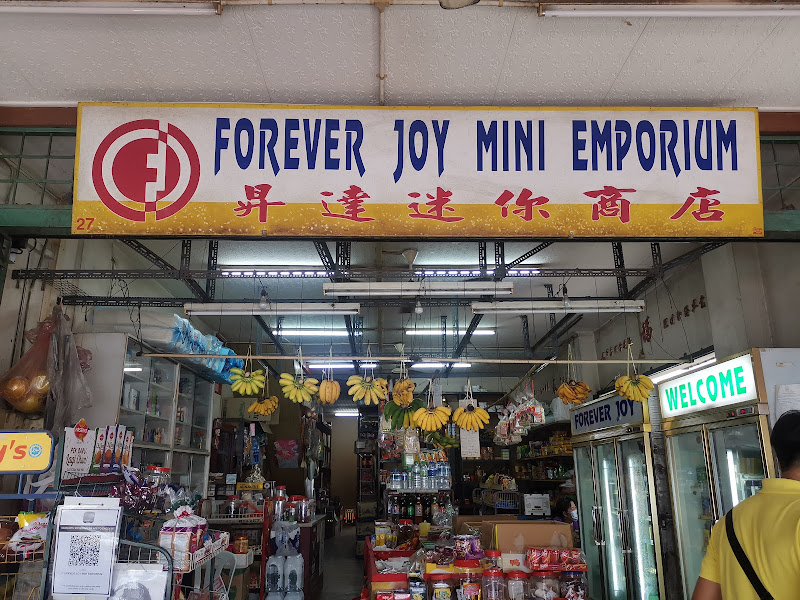 FOREVER JOY MINI EMPORIUM
昇達迷你商店
27
FOREVER JOY
WELCOME
y's